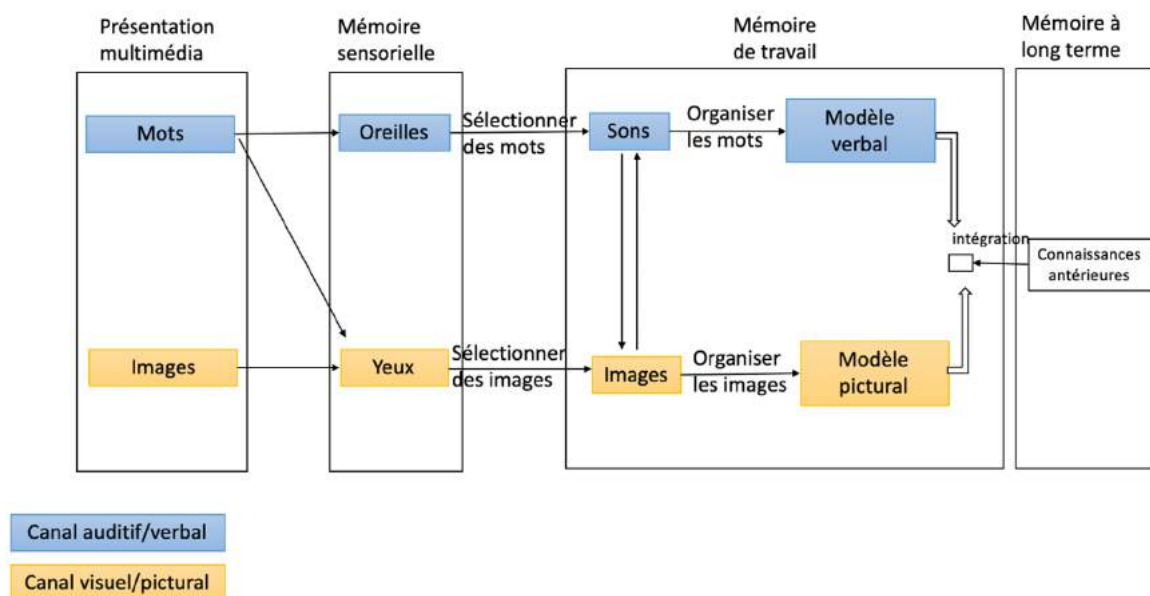 Présentation
multimédia
Mémoire
sensorielle
Mémoire
de travail
Mémoire à
long terme
Mots
Oreilles
Sélectionner
des mots
Sons
Organiser
les mots
Modèle
verbal
intégration
Connaissances
antérieures
Images
Yeux
Sélectionner
des images
Images
Organiser
les images
Modèle
pictural
Canal auditif/verbal
Canal visuel/pictural